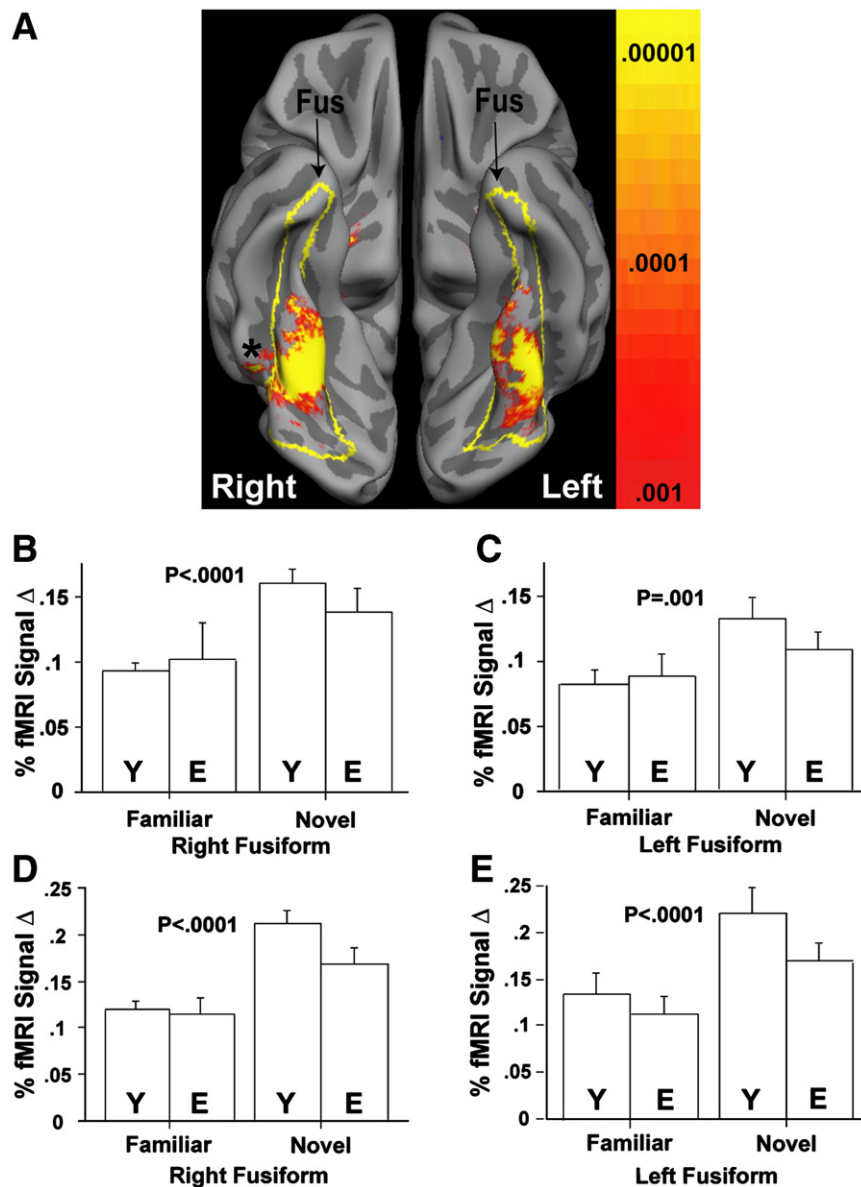 A
Fus Fus
.00001
.0001
*
.001
Right Left
B
P<.0001
% fMRI Signal Δ
.15
.1
.05
0
Y E Y E
Familiar Novel
Right Fusiform
C
P=.001
% fMRI Signal Δ
.15
.1
.05
0
Y E Y E
Familiar Novel
Left Fusiform
D
P<.0001
% fMRI Signal Δ
.25
.2
.15
.1
.05
0
Y E Y E
Familiar Novel
Right Fusiform
E
P<.0001
% fMRI Signal Δ
.25
.2
.15
.1
.05
0
Y E Y E
Familiar Novel
Left Fusiform